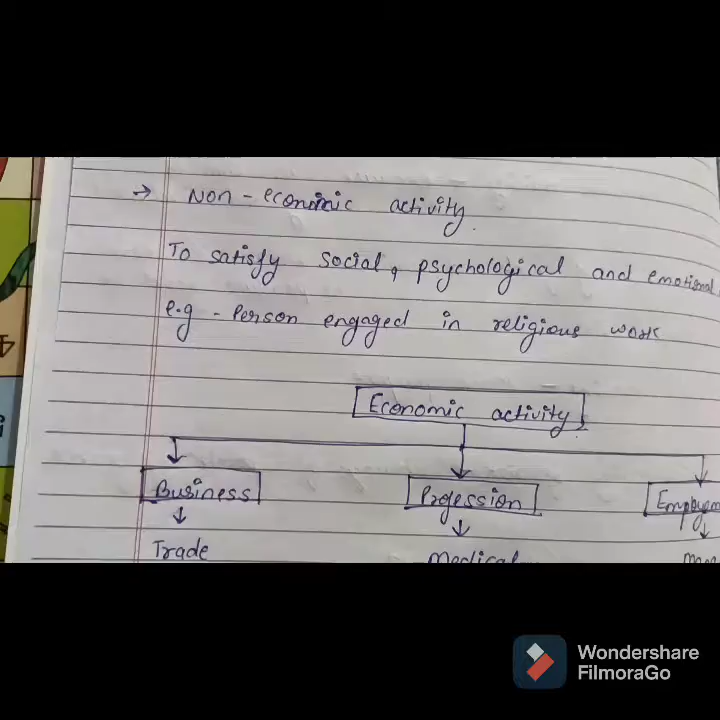 → Non-economic activity.
To satisfy social, psychological and emotional
e.g - Person engaged in religious work
Economic activity
Business Profession
Trade Medical
Wondershare
FilmoraGo